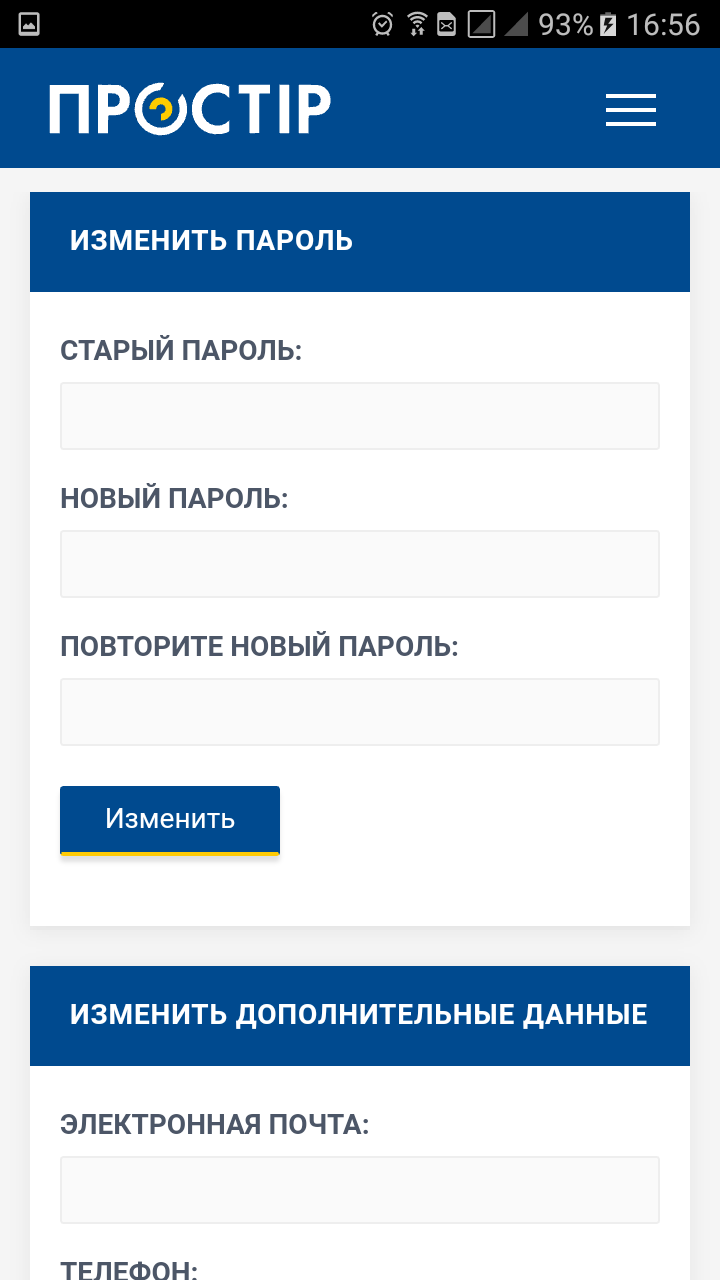 93% 16:56
ПРОСТІР
ИЗМЕНИТЬ ПАРОЛЬ
СТАРЫЙ ПАРОЛЬ:
НОВЫЙ ПАРОЛЬ:
ПОВТОРИТЕ НОВЫЙ ПАРОЛЬ:
Изменить
ИЗМЕНИТЬ ДОПОЛНИТЕЛЬНЫЕ ДАННЫЕ
ЭЛЕКТРОННАЯ ПОЧТА:
ТЕЛЕФОН: